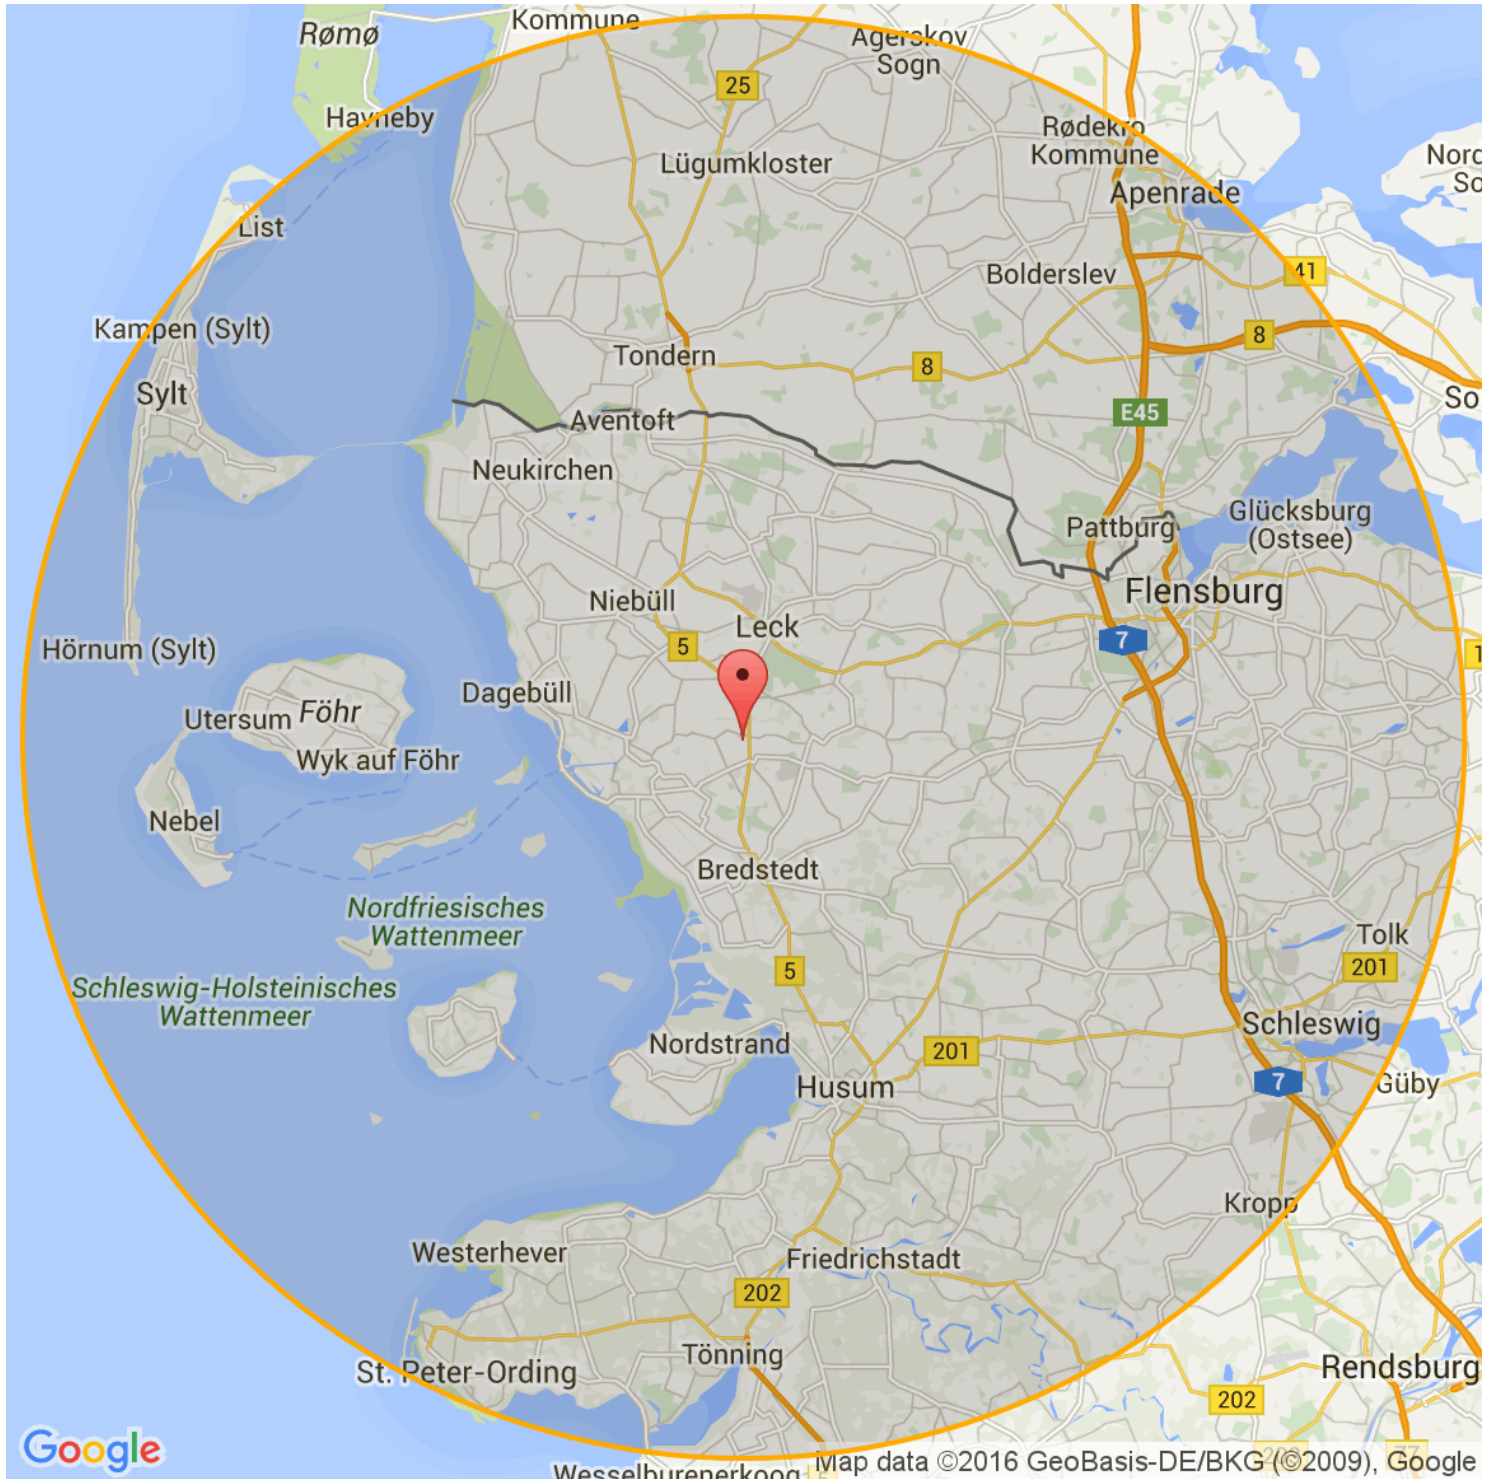 Kommune
Rømø
Agerskov
Sogn
25
Havneby
Rødekro
Kommune
Lügumkloster
Apenrade
List
Bolderslev
41
Kampen (Sylt)
8
Tondern
8
Sylt
E45
Aventoft
Neukirchen
Glücksburg
(Ostsee)
Pattburg
Flensburg
Niebüll
Leck
7
5
Hörnum (Sylt)
Dagebüll
Utersum
Föhr
Wyk auf Föhr
Nebel
Bredstedt
Nordfriesisches
Wattenmeer
Tolk
201
5
Schleswig-Holsteinisches
Wattenmeer
Schleswig
Nordstrand
201
7
Husum
Güby
Kropp
Westerhever
Friedrichstadt
202
Tönning
St. Peter-Ording
Rendsburg
202
Google
Map data ©2016 GeoBasis-DE/BKG (©2009), Google
Wesselburenerkoog